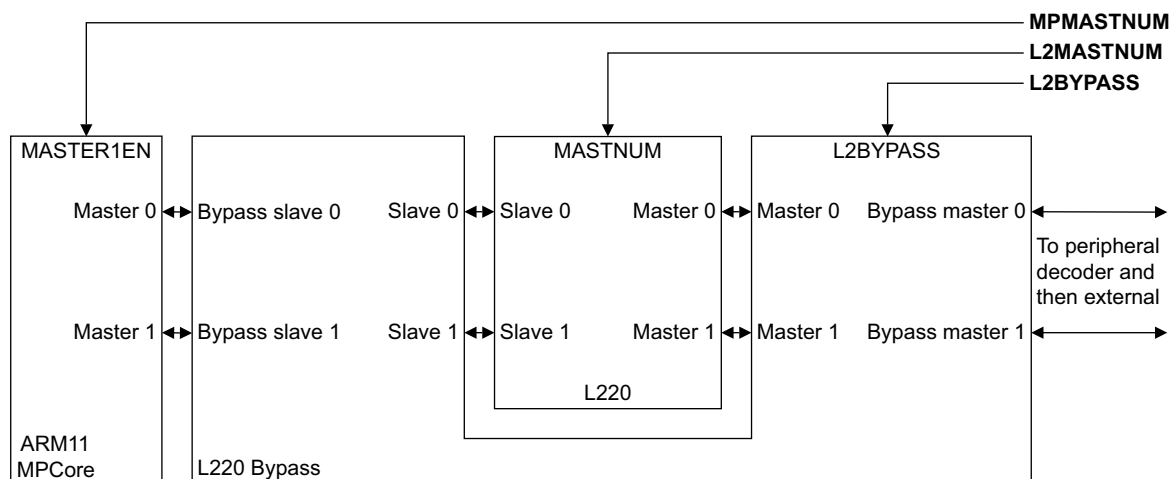 MPMASTNUM
L2MASTNUM
L2BYPASS
MASTER1EN
MASTNUM
L2BYPASS
Master 0
Bypass slave 0
Slave 0
Slave 0
Master 0
Master 0
Bypass master 0
To peripheral
decoder and
then external
Master 1
Bypass slave 1
Slave 1
Slave 1
Master 1
Master 1
Bypass master 1
L220
ARM11
MPCore
L220 Bypass